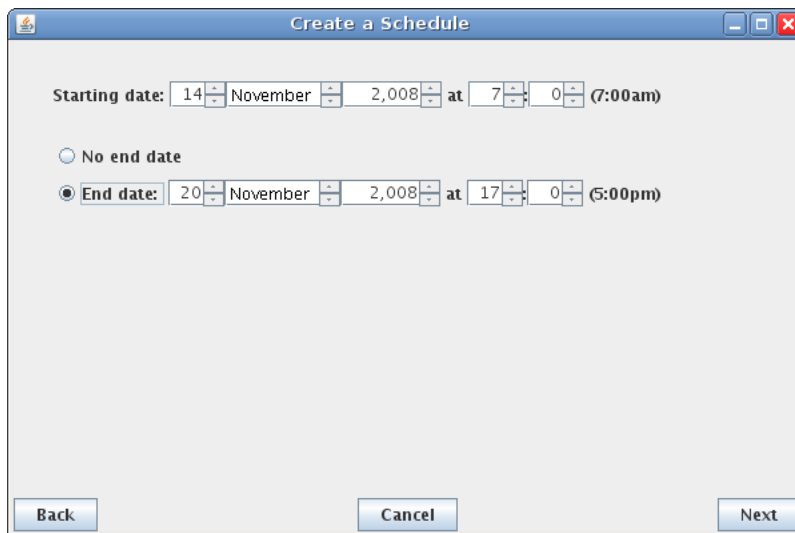 Create a Schedule
Starting date: 14 November 2,008 at 7 : 0 (7:00am)
No end date
End date: 20 November 2,008 at 17 : 0 (5:00pm)
Back Cancel Next